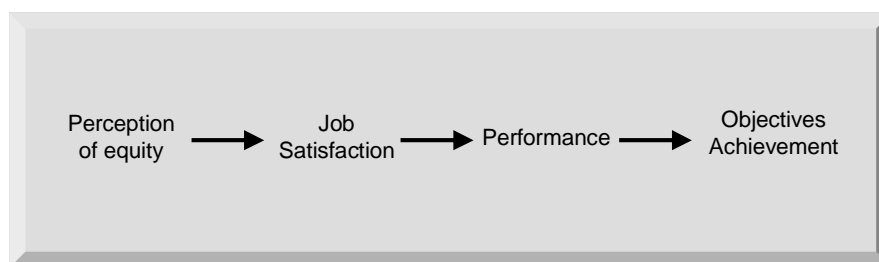 Perception
of equity
Job
Satisfaction
Performance
Objectives
Achievement